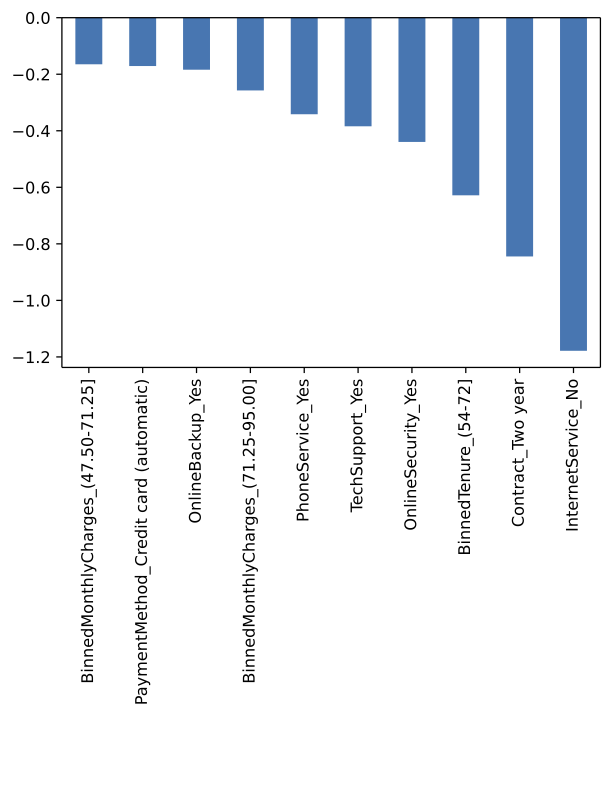 0.0
−0.2
−0.4
−0.6
−0.8
−1.0
−1.2
BinnedMonthlyCharges_(47.50-71.25]
PaymentMethod_Credit card (automatic)
OnlineBackup_Yes
BinnedMonthlyCharges_(71.25-95.00]
PhoneService_Yes
TechSupport_Yes
OnlineSecurity_Yes
BinnedTenure_(54-72]
Contract_Two year
InternetService_No